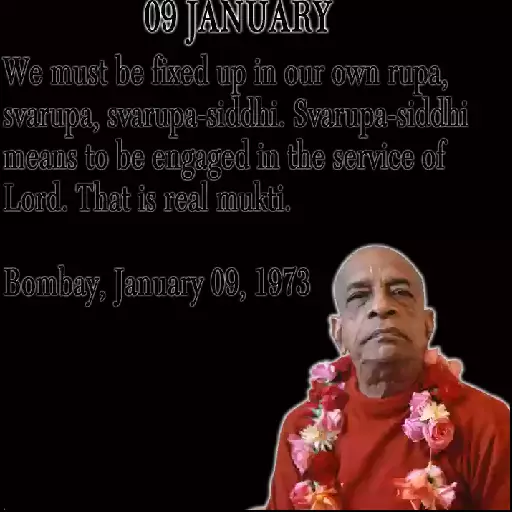 09 JANUARY
We must be fixed up in our own rupa,
svarupa, svarupa-siddhi. Svarupa-siddhi
means to be engaged in the service of
Lord. That is real mukti.
Bombay, January 09, 1973